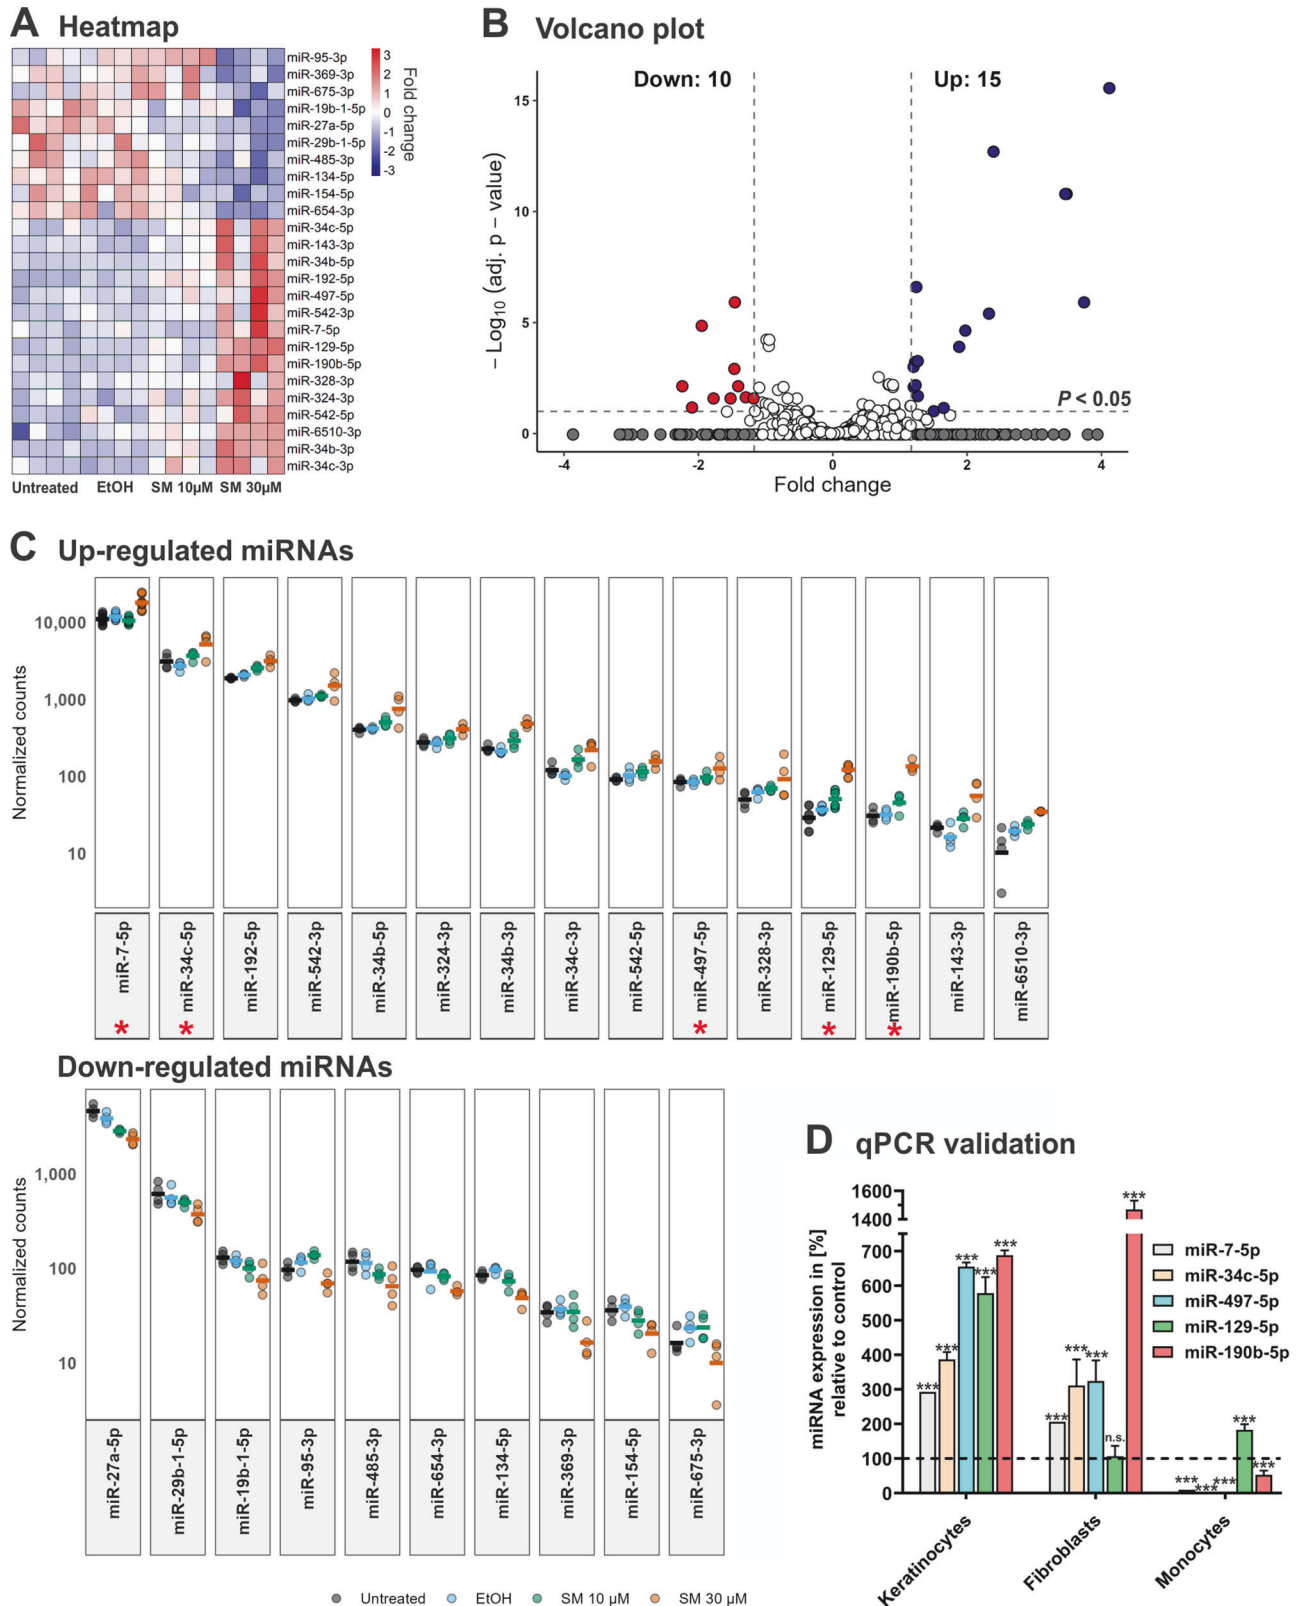 A Heatmap
miR-95-3p
miR-369-3p
miR-675-3p
miR-19b-1-5p
miR-27a-5p
miR-29b-1-5p
miR-485-3p
miR-134-5p
miR-154-5p
miR-654-3p
miR-34c-5p
miR-143-3p
miR-34b-5p
miR-192-5p
miR-497-5p
miR-542-3p
miR-7-5p
miR-129-5p
miR-190b-5p
miR-328-3p
miR-324-3p
miR-542-5p
miR-6510-3p
miR-34b-3p
miR-34c-3p
3
2
1
0
-1
-2
-3
Fold change
Untreated EtOH SM 10µM SM 30µM
B Volcano plot
Down: 10 Up: 15
15
10
5
0
– Log10 (adj. p – value)
P < 0.05
-4 -2 0 2 4
Fold change
C Up-regulated miRNAs
10,000
1,000
100
10
Normalized counts
miR-7-5p
miR-34c-5p
miR-192-5p
miR-542-3p
miR-34b-5p
miR-324-3p
miR-34b-3p
miR-34c-3p
miR-542-5p
miR-497-5p
miR-328-3p
miR-129-5p
miR-190b-5p
miR-143-3p
miR-6510-3p
* * * * *
Down-regulated miRNAs
1,000
100
10
Normalized counts
miR-27a-5p
miR-29b-1-5p
miR-19b-1-5p
miR-95-3p
miR-485-3p
miR-654-3p
miR-134-5p
miR-369-3p
miR-154-5p
miR-675-3p
Untreated EtOH SM 10 µM SM 30 µM
D qPCR validation
1600
1400
700
600
500
400
300
200
100
0
miRNA expression in [%]
relative to control
*** *** *** *** ***
*** *** *** n.s. ***
*** *** *** *** ***
miR-7-5p
miR-34c-5p
miR-497-5p
miR-129-5p
miR-190b-5p
Keratinocytes
Fibroblasts
Monocytes